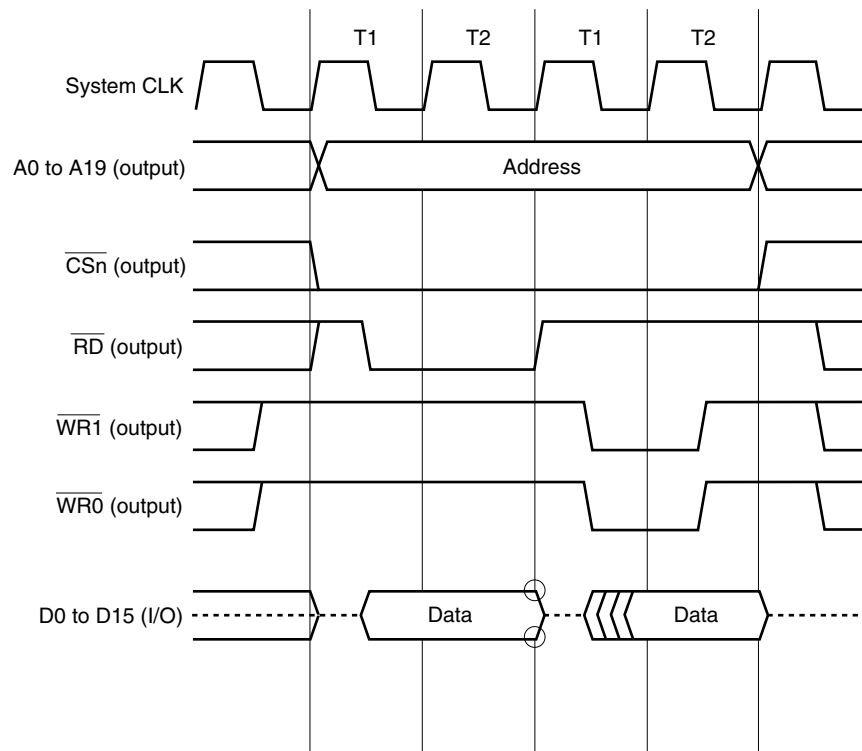 T1 T2 T1 T2
System CLK
A0 to A19 (output) Address
CSn (output)
RD (output)
WR1 (output)
WR0 (output)
D0 to D15 (I/O) Data Data